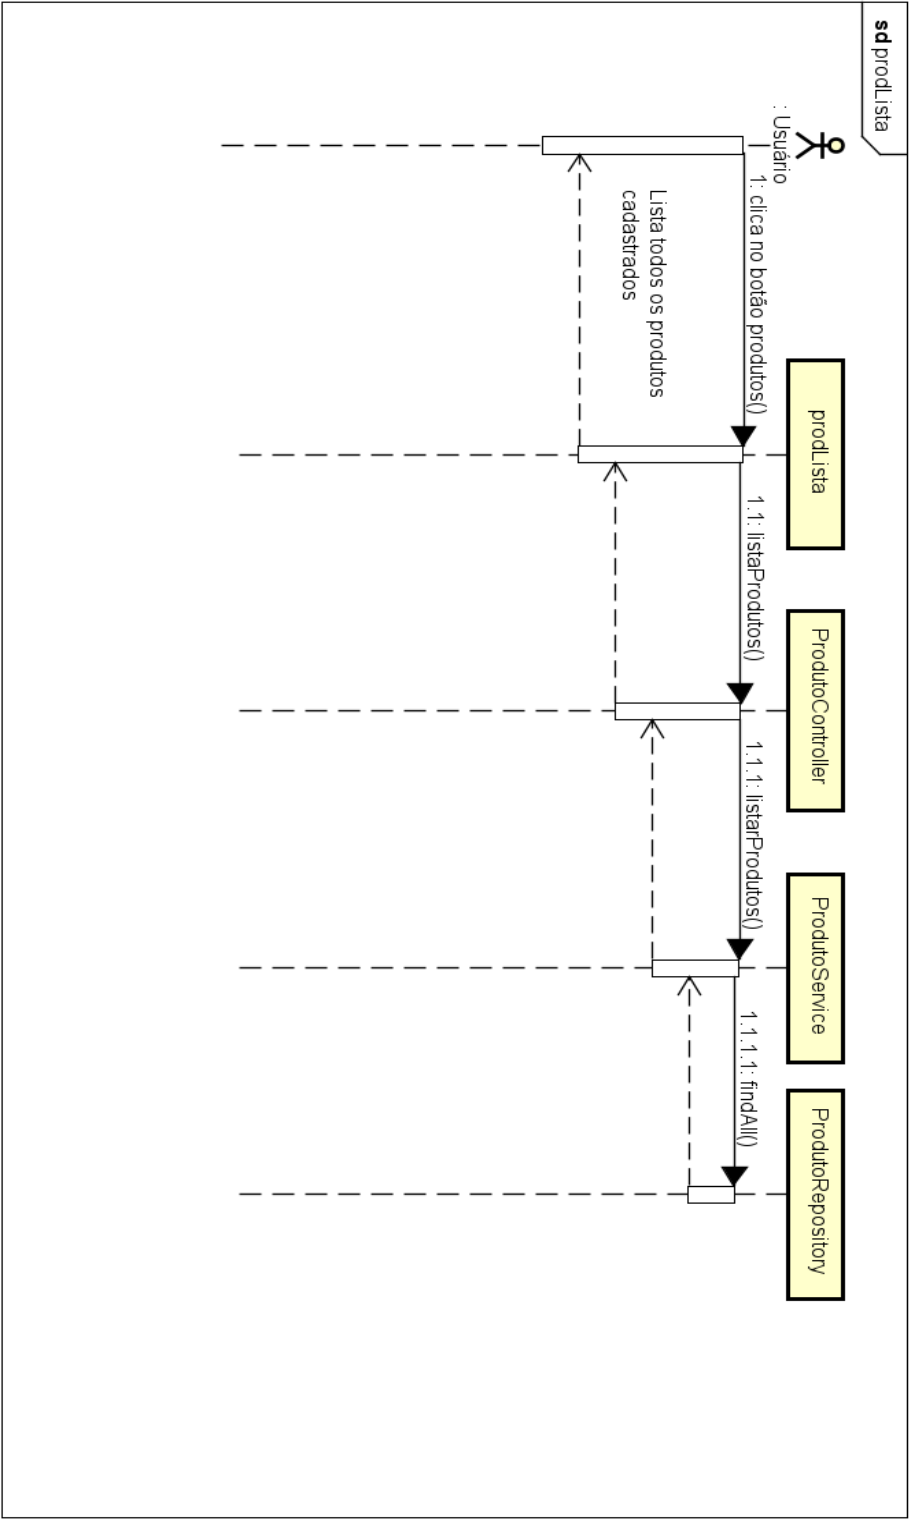 sd prodLista
: Usuário
prodLista
ProdutoController
ProdutoService
ProdutoRepository
1: clica no botão produtos()
1.1: listaProdutos()
1.1.1: listarProdutos()
1.1.1.1: findAll()
Lista todos os produtos
cadastrados